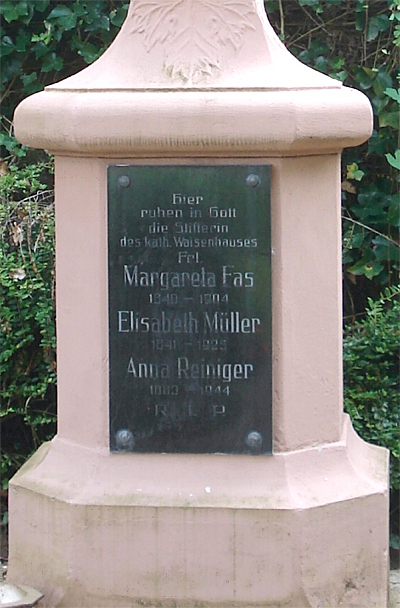 Hier
ruhen in Gott
die Stifterin
des kath. Waisenhauses
Frl.
Margareta Fas
1840 – 1904
Elisabeth Müller
1841 – 1925
Anna Reiniger
1863 – 1944
R. I. P.